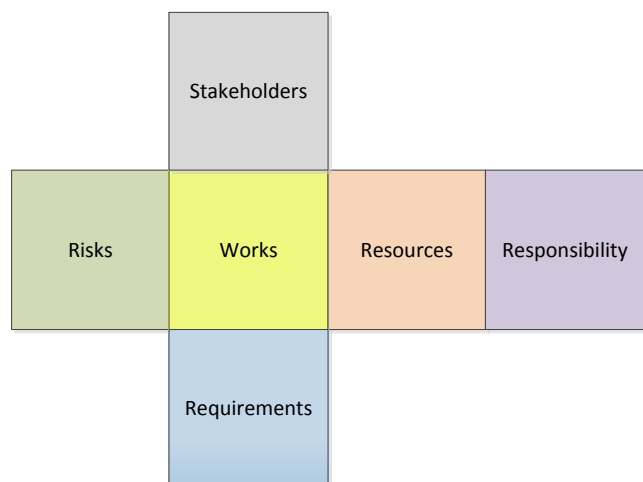 Stakeholders
Risks
Works
Resources
Responsibility
Requirements